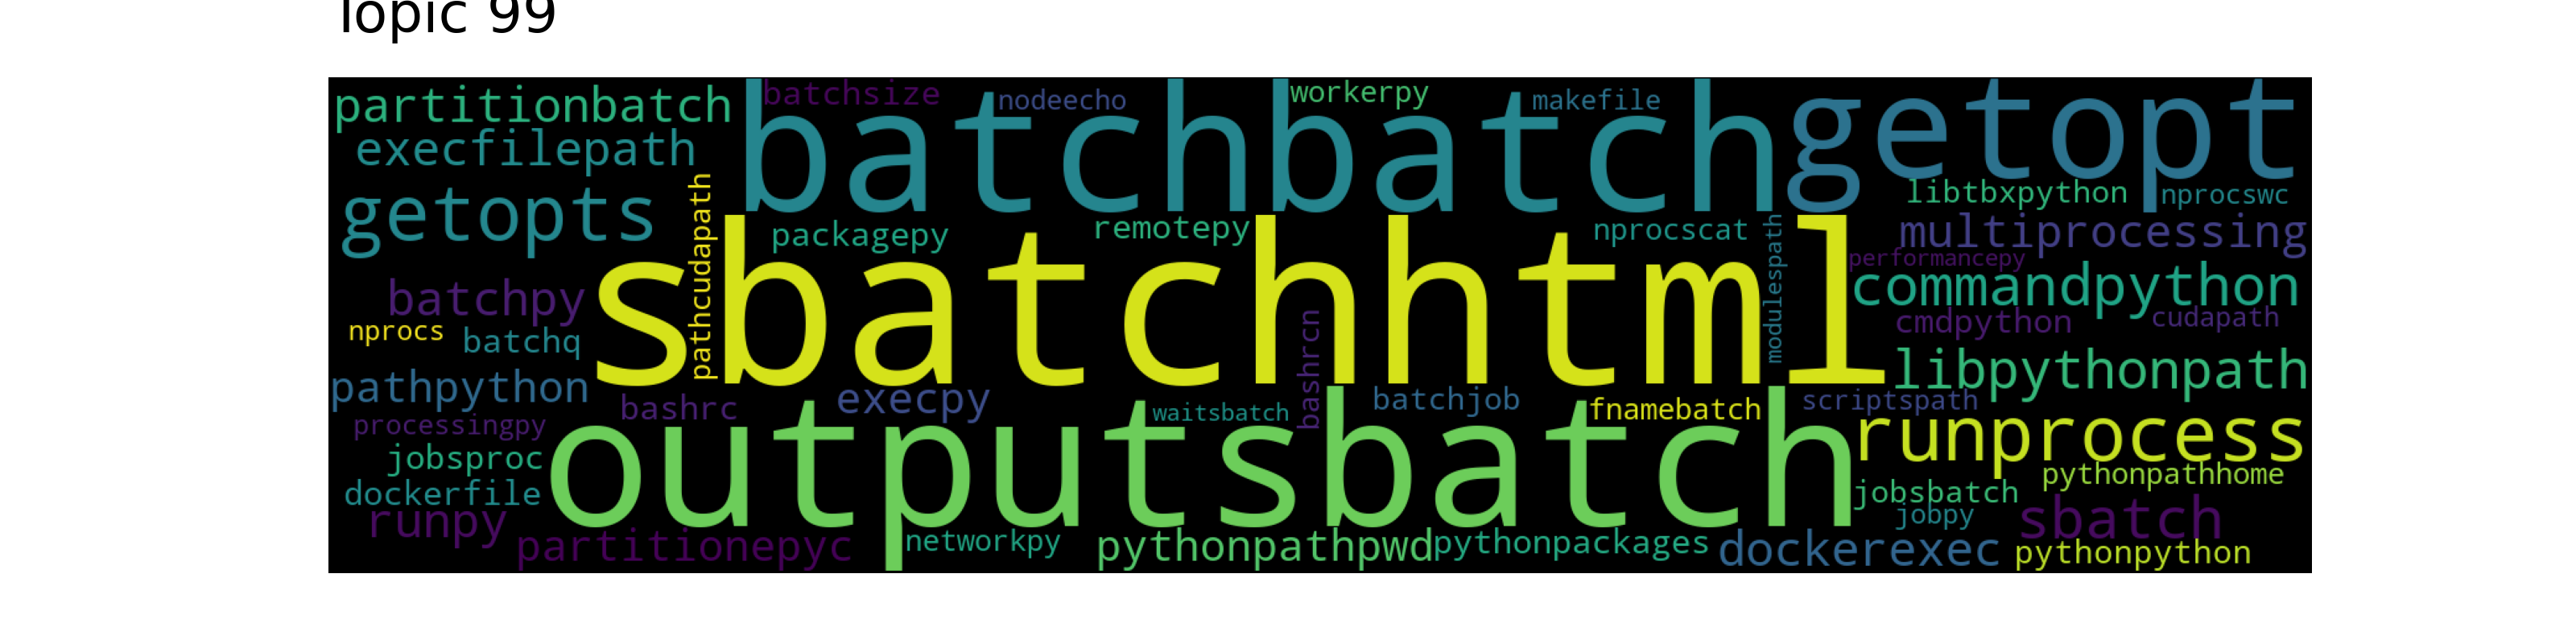 Topic 99
partitionbatch
batchsize
nodeecho
workerpy
makefile
batchbatch
getopt
execfilepath
getopts
libtbxpython
nprocswc
pathcudapath
packagepy
remotepy
nprocscat
modulespath
multiprocessing
performancepy
sbatchhtml
commandpython
batchpy
nprocs
batchq
bashrcn
cmdpython
cudapath
pathpython
libpythonpath
bashrc
execpy
waitsbatch
batchjob
fnamebatch
scriptspath
processingpy
outputsbatch
runprocess
jobsproc
pythonpathhome
dockerfile
jobsbatch
runpy
jobpy
sbatch
partitionepyc
networkpy
pythonpathpwd
pythonpackages
dockerexec
pythonpython